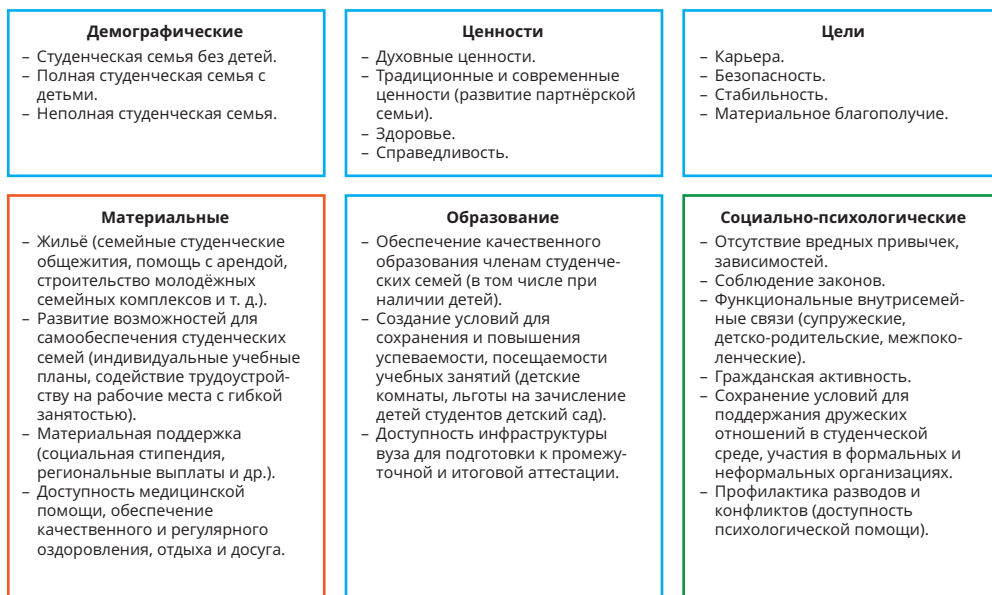 Демографические
– Студенческая семья без детей.
– Полная студенческая семья с
детьми.
– Неполная студенческая семья.
Ценности
– Духовные ценности.
– Традиционные и современные
ценности (развитие партнёрской
семьи).
– Здоровье.
– Справедливость.
Цели
– Карьера.
– Безопасность.
– Стабильность.
– Материальное благополучие.
Материальные
– Жильё (семейные студенческие
общежития, помощь с арендой,
строительство молодёжных
семейных комплексов и т. д.).
– Развитие возможностей для
самообеспечения студенческих
семей (индивидуальные учебные
планы, содействие трудоустрой-
ству на рабочие места с гибкой
занятостью).
– Материальная поддержка
(социальная стипендия,
региональные выплаты и др.).
– Доступность медицинской
помощи, обеспечение
качественного и регулярного
оздоровления, отдыха и досуга.
Образование
– Обеспечение качественного
образования членам студенче-
ских семей (в том числе при
наличии детей).
– Создание условий для
сохранения и повышения
успеваемости, посещаемости
учебных занятий (детские
комнаты, льготы на зачисление
детей студентов детский сад).
– Доступность инфраструктуры
вуза для подготовки к промежу-
точной и итоговой аттестации.
Социально-психологические
– Отсутствие вредных привычек,
зависимостей.
– Соблюдение законов.
– Функциональные внутрисемей-
ные связи (супружеские,
детско-родительские, межпоко-
ленческие).
– Гражданская активность.
– Сохранение условий для
поддержания дружеских
отношений в студенческой
среде, участия в формальных и
неформальных организациях.
– Профилактика разводов и
конфликтов (доступность
психологической помощи).